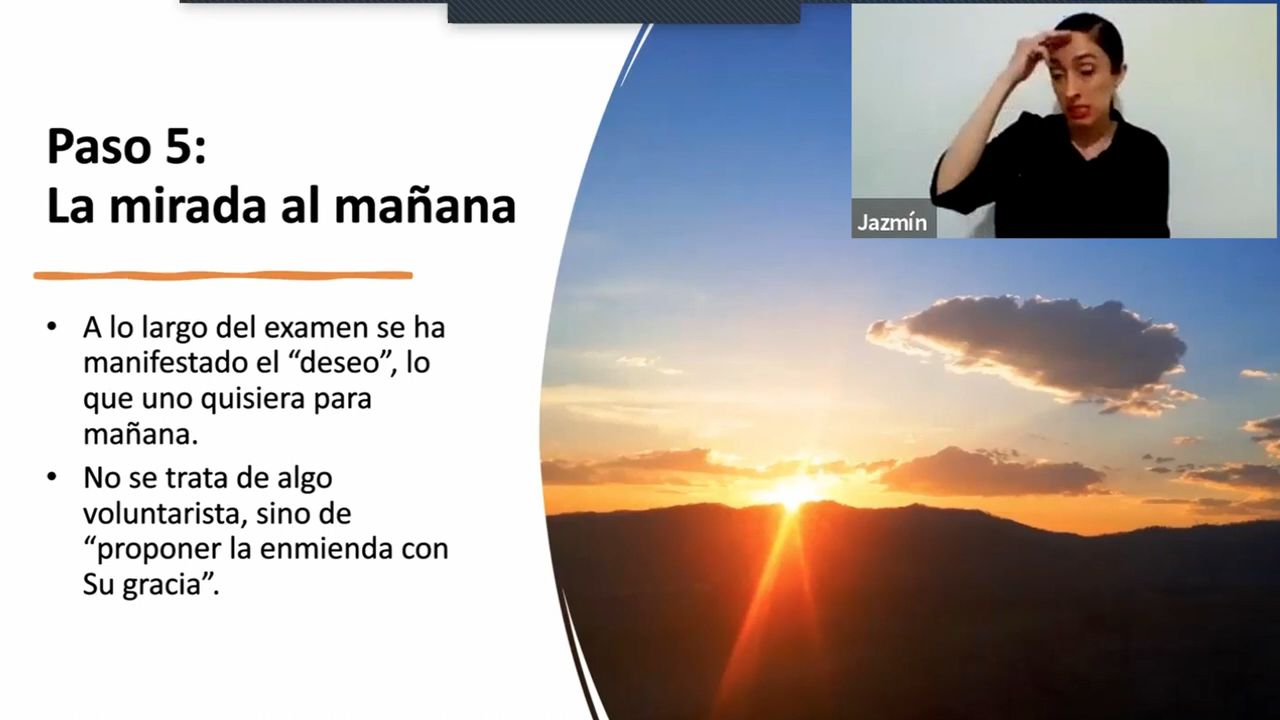 Paso 5:
La mirada al mañana
• A lo largo del examen se ha
manifestado el “deseo”, lo
que uno quisiera para
mañana.
• No se trata de algo
voluntarista, sino de
“proponer la enmienda con
Su gracia”.
Jazmín